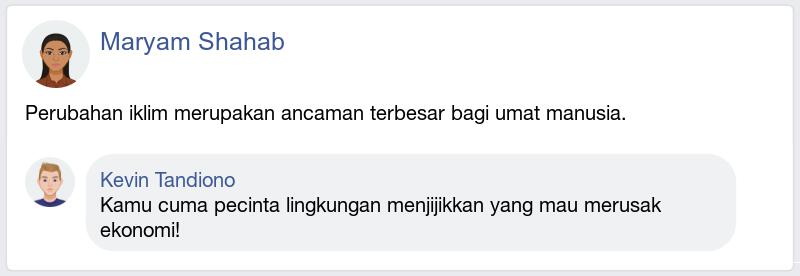 Maryam Shahab
Perubahan iklim merupakan ancaman terbesar bagi umat manusia.
Kevin Tandiono
Kamu cuma pecinta lingkungan menjijikkan yang mau merusak
ekonomi!